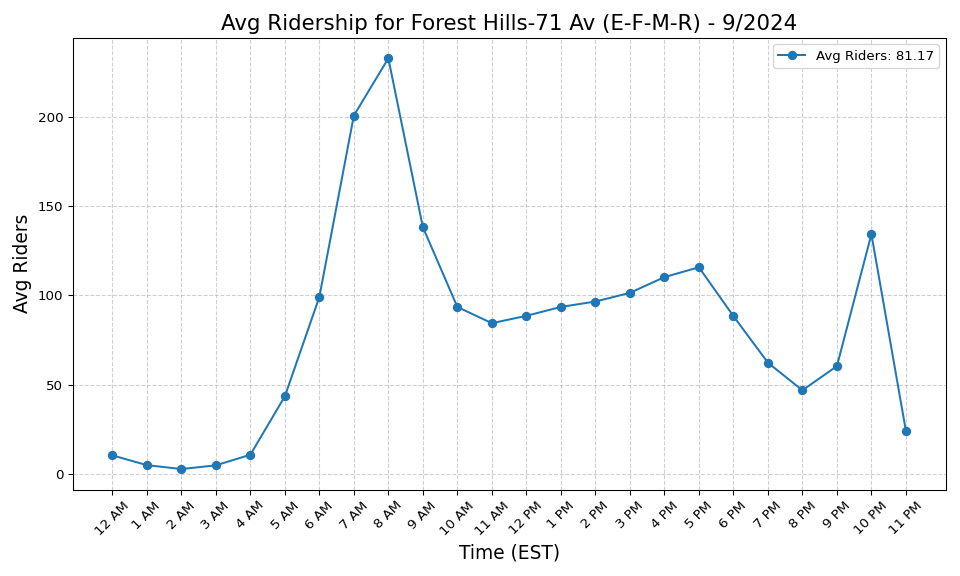 Avg Ridership for Forest Hills-71 Av (E-F-M-R) - 9/2024
Avg Riders: 81.17
Avg Riders
200
150
100
50
0
12 AM 1 AM 2 AM 3 AM 4 AM 5 AM 6 AM 7 AM 8 AM 9 AM 10 AM 11 AM 12 PM 1 PM 2 PM 3 PM 4 PM 5 PM 6 PM 7 PM 8 PM 9 PM 10 PM 11 PM
Time (EST)